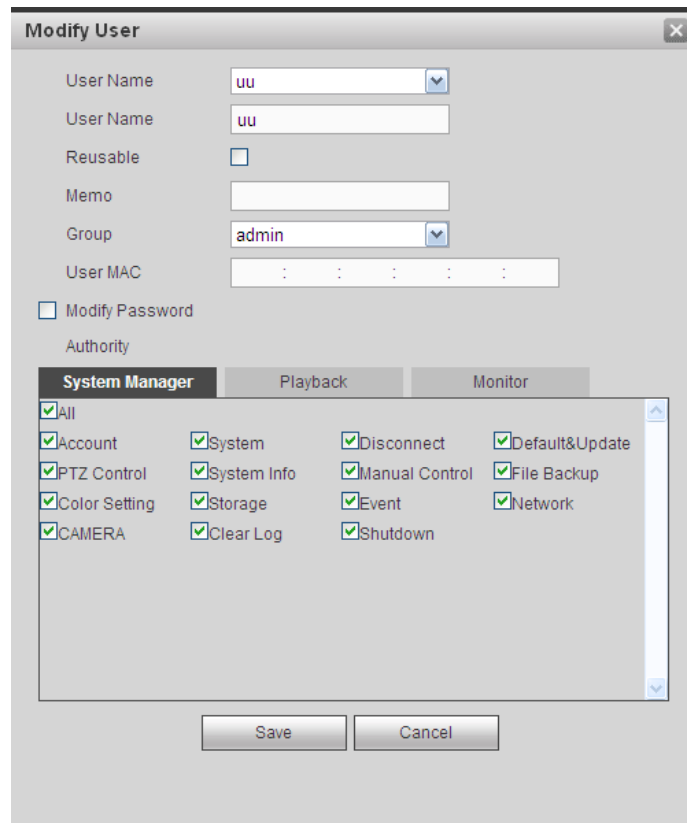 Modify User
User Name uu
User Name uu
Reusable
Memo
Group admin
User MAC : : : : :
Modify Password
Authority
System Manager Playback Monitor
All
Account System Disconnect Default&Update
PTZ Control System Info Manual Control File Backup
Color Setting Storage Event Network
CAMERA Clear Log Shutdown
Save Cancel